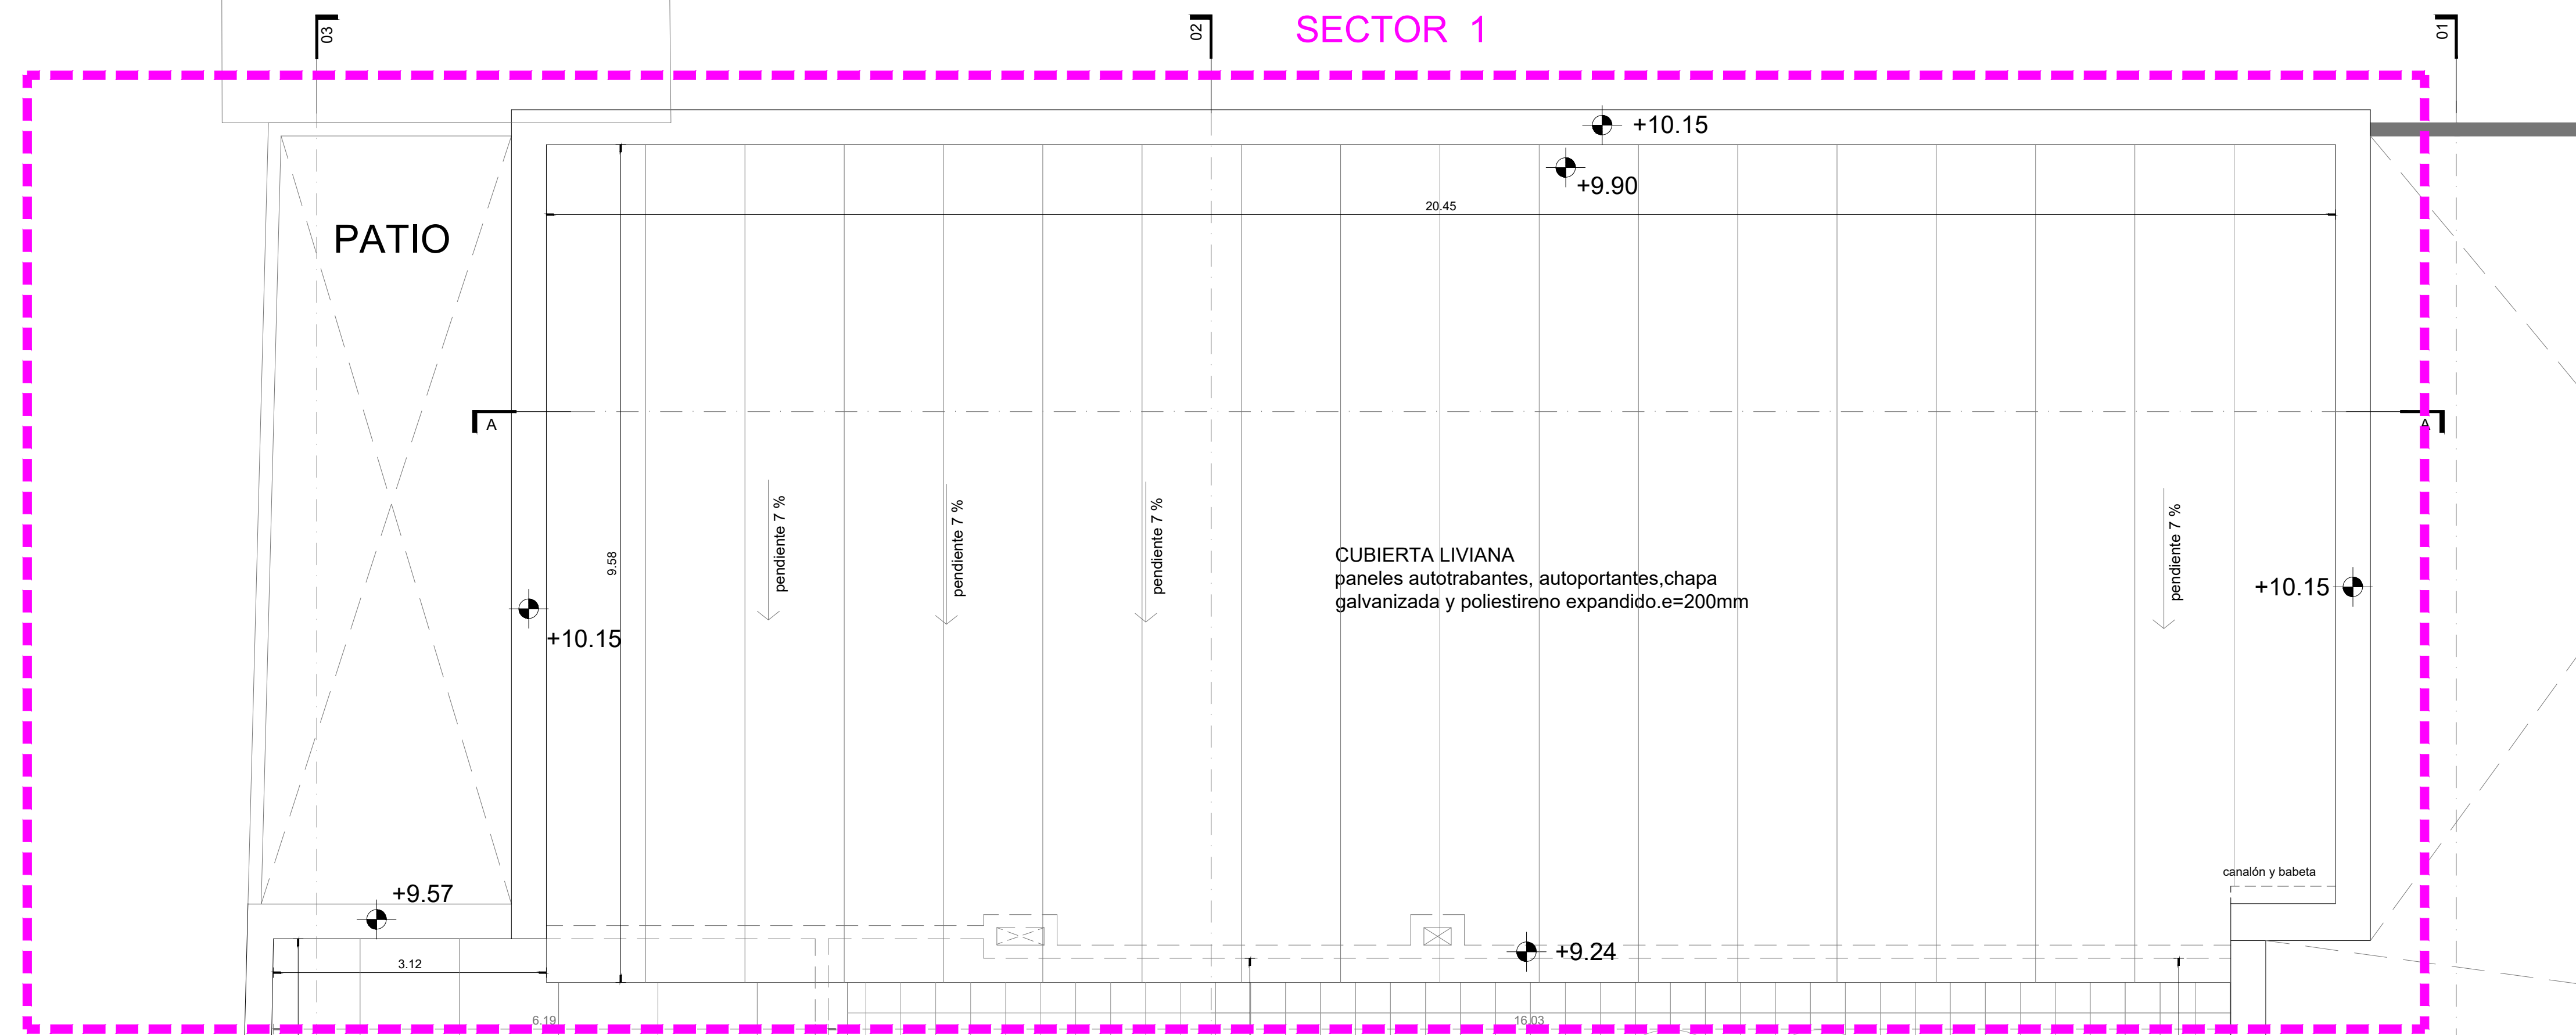 03
02
SECTOR 1
01
+10.15
+9.90
20.45
PATIO
A
A
9.58
pendiente 7 %
pendiente 7 %
pendiente 7 %
pendiente 7 %
CUBIERTA LIVIANA
paneles autotrabantes, autoportantes,chapa
galvanizada y poliestireno expandido.e=200mm
+10.15
+10.15
canalón y babeta
+9.57
+9.24
3.12
6.19
16.03